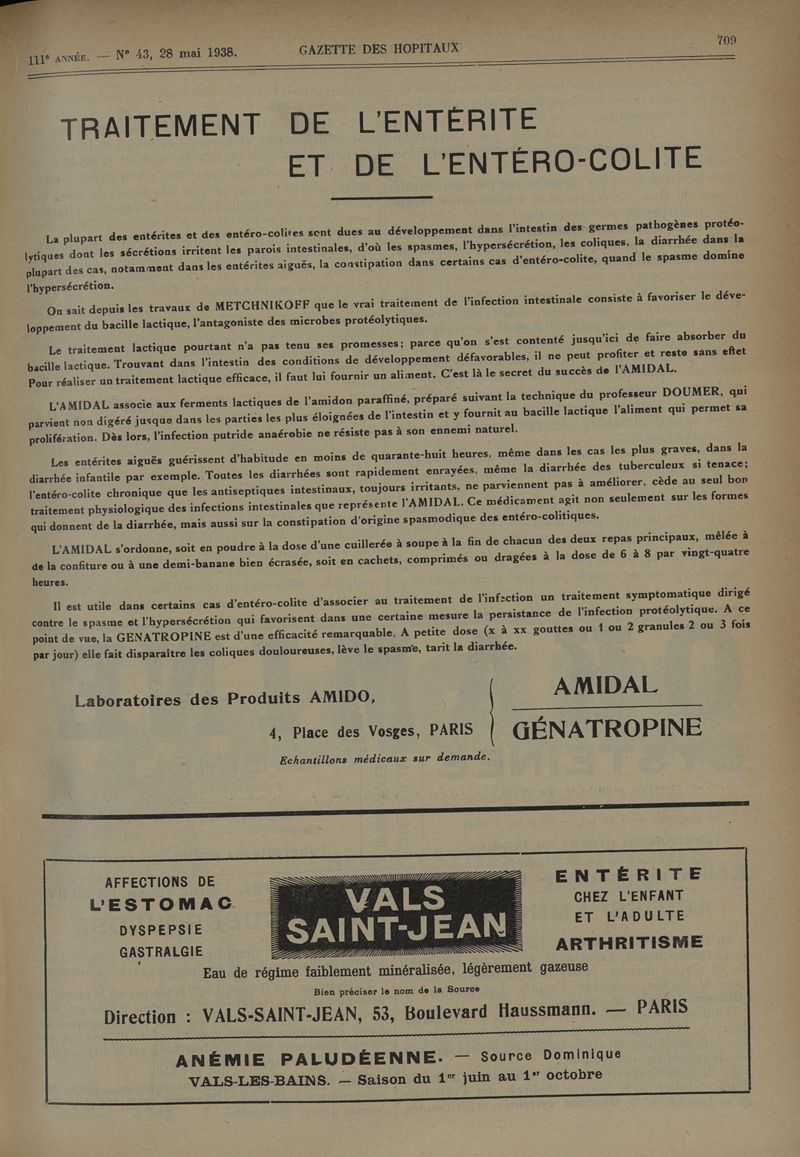 111e ANNÉE. — N° 43, 28 mai 1938.
GAZETTE DES HOPITAUX
709
TRAITEMENT DE L'ENTÉRITE
ET DE L'ENTÉRO-COLITE
La plupart des entérites et des entéro-colites sont dues au développement dans l'intestin des germes pathogènes protéo-
lytiques dont les sécrétions irritent les parois intestinales, d'où les spasmes, l'hypersécrétion, les coliques, la diarrhée dans la
plupart des cas, notamment dans les entérites aiguës, la constipation dans certains cas d'entéro-colite, quand le spasme domine
l'hypersécrétion.
On sait depuis les travaux de METCHNIKOFF que le vrai traitement de l'infection intestinale consiste à favoriser le déve-
loppement du bacille lactique, l'antagoniste des microbes protéolytiques.
Le traitement lactique pourtant n'a pas tenu ses promesses; parce qu'on s'est contenté jusqu'ici de faire absorber du
bacille lactique. Trouvant dans l'intestin des conditions de développement défavorables, il ne peut profiter et reste sans effet
Pour réaliser un traitement lactique efficace, il faut lui fournir un aliment. C'est là le secret du succès de l'AMIDAL.
L'AMIDAL associe aux ferments lactiques de l'amidon paraffiné, préparé suivant la technique du professeur DOUMER, qui
parvient non digéré jusque dans les parties les plus éloignées de l'intestin et y fournit au bacille lactique l'aliment qui permet sa
prolifération. Dès lors, l'infection putride anaérobie ne résiste pas à son ennemi naturel.
Les entérites aiguës guérissent d'habitude en moins de quarante-huit heures, même dans les cas les plus graves, dans la
diarrhée infantile par exemple. Toutes les diarrhées sont rapidement enrayées, même la diarrhée des tuberculeux si tenace;
l'entéro-colite chronique que les antiseptiques intestinaux, toujours irritants, ne parviennent pas à améliorer, cède au seul bon
traitement physiologique des infections intestinales que représente l'AMIDAL. Ce médicament agit non seulement sur les formes
qui donnent de la diarrhée, mais aussi sur la constipation d'origine spasmodique des entéro-colitiques.
L'AMIDAL s'ordonne, soit en poudre à la dose d'une cuillerée à soupe à la fin de chacun des deux repas principaux, mêlée à
de la confiture ou à une demi-banane bien écrasée, soit en cachets, comprimés ou dragées à la dose de 6 à 8 par vingt-quatre
heures.
Il est utile dans certains cas d'entéro-colite d'associer au traitement de l'infection un traitement symptomatique dirigé
contre le spasme et l'hypersécrétion qui favorisent dans une certaine mesure la persistance de l'infection protéolytique. A ce
point de vue, la GENATROPINE est d'une efficacité remarquable. A petite dose (x à xx gouttes ou 1 ou 2 granules 2 ou 3 fois
par jour) elle fait disparaître les coliques douloureuses, lève le spasme, tarit la diarrhée.
Laboratoires des Produits AMIDO,
4, Place des Vosges, PARIS
Echantillons médicaux sur demande.
AMIDAL
GÉNATROPINE
AFFECTIONS DE
L'ESTOMAC
DYSPEPSIE
GASTRALGIE
VALS
SAINT-JEAN
ENTÉRITE
CHEZ L'ENFANT
ET L'ADULTE
ARTHRITISME
Eau de régime faiblement minéralisée, légèrement gazeuse
Bien préciser le nom de la Source
Direction : VALS-SAINT-JEAN, 53, Boulevard Haussmann. — PARIS
ANÉMIE PALUDÉENNE. — Source Dominique
VALS-LES-BAINS. — Saison du 1er juin au 1er octobre